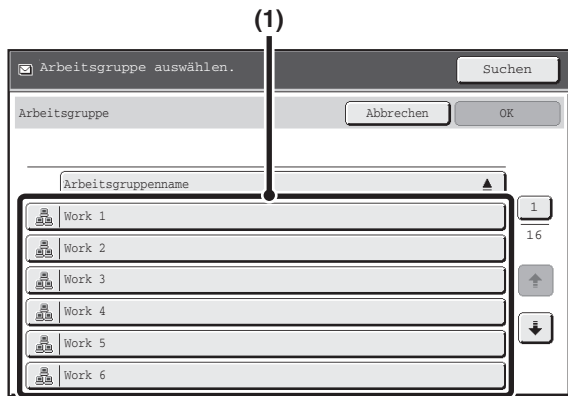 (1)
Arbeitsgruppe auswählen.
Suchen
Arbeitsgruppe
Abbrechen
OK
Arbeitsgruppenname
Work 1
Work 2
Work 3
Work 4
Work 5
Work 6
1
16